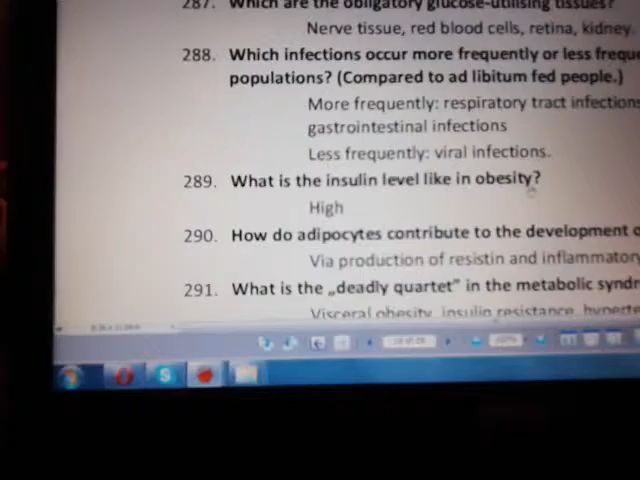 287. Which are the obligatory glucose-utilising tissues?
Nerve tissue, red blood cells, retina, kidney.
288. Which infections occur more frequently or less
populations? (Compared to ad libitum fed people.)
More frequently: respiratory tract infections
gastrointestinal infections
Less frequently: viral infections.
289. What is the insulin level like in obesity?
High
290. How do adipocytes contribute to the development
Via production of resistin and inflammatory
291. What is the „deadly quartet" in the metabolic
Visceral obesity, insulin resistance,